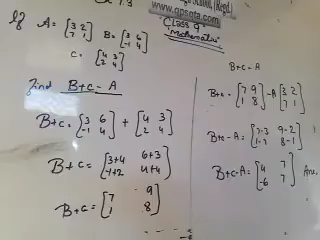 If A = [3 2
7 1] B = [3 6
-1 4]
C = [4 3
2 4]
www.gpsgta.com
Class 9
"Mathematics"
Find B+C-A
B+C = [3 6
-1 4] + [4 3
2 4]
B+C = [3+4 6+3
-1+2 4+4]
B+C = [7 9
1 8]
B+C-A
B+C = [7 9
1 8] - A [3 2
7 1]
B+C-A = [7-3 9-2
1-7 8-1]
B+C-A = [4 7
-6 7] Ans.